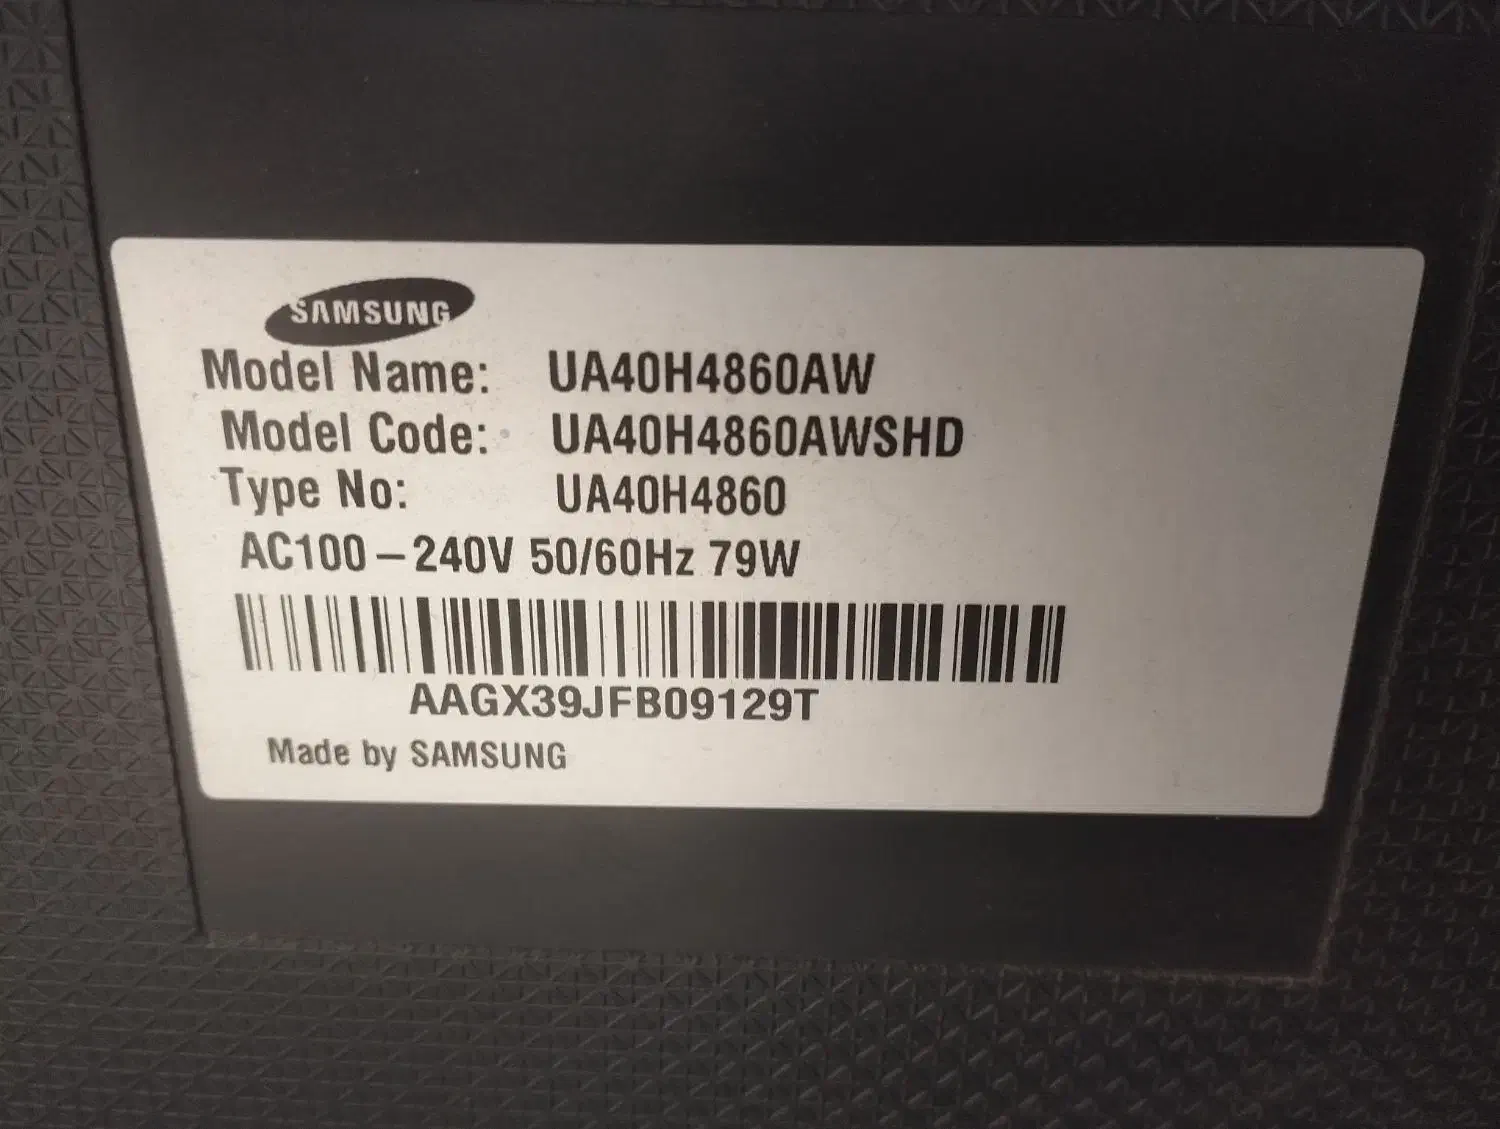 SAMSUNG
Model Name: UA40H4860AW
Model Code: UA40H4860AWSHD
Type No: UA40H4860
AC100-240V 50/60Hz 79W
AAGX39JFB09129T
Made by SAMSUNG